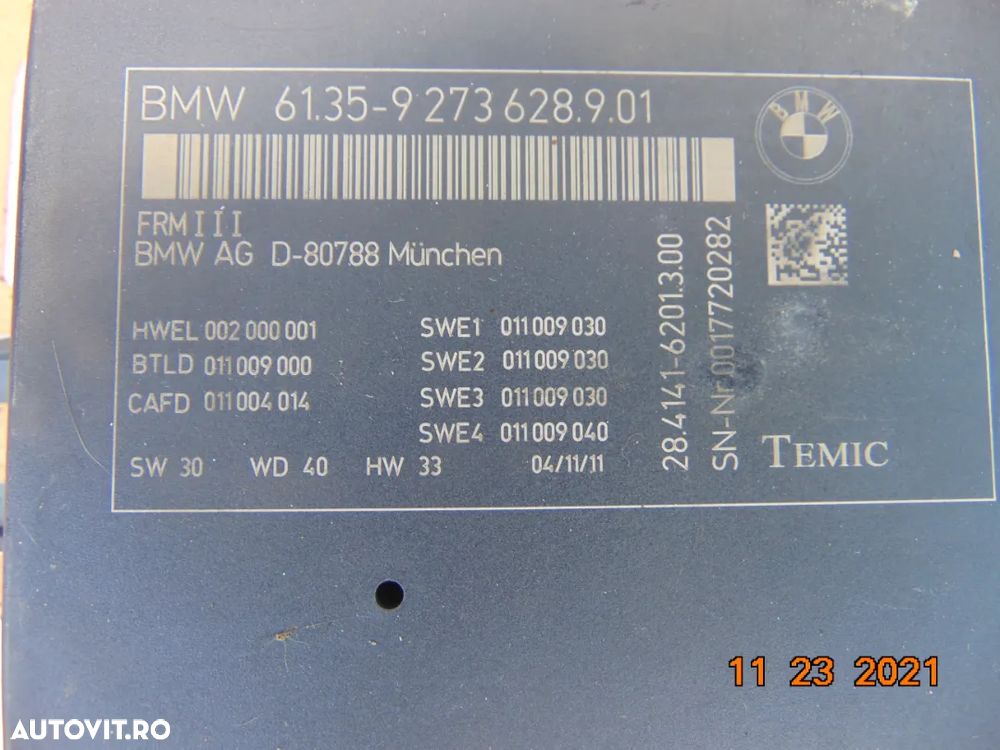 BMW 61.35-9 273 628.9.01
BMW
FRM III
BMW AG D-80788 München
HWEL 002 000 001
BTLD 011 009 000
CAFD 011 004 014
SWE1 011 009 030
SWE2 011 009 030
SWE3 011 009 030
SWE4 011 009 040
SW 30 WD 40 HW 33 04/11/11
28.4141-6201.3.00
SN-Nr.0017720282
TEMIC
11 23 2021
AUTOVIT.RO